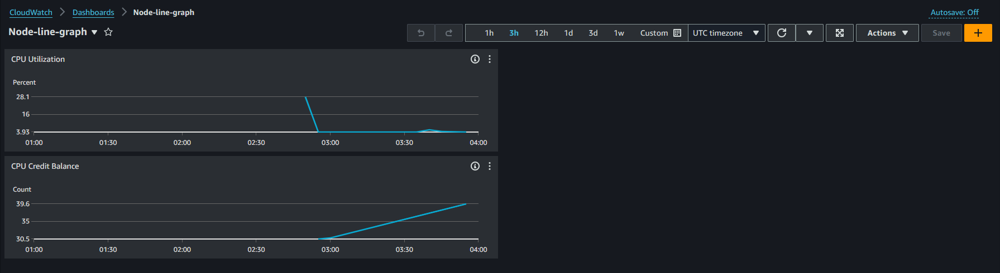 CloudWatch Dashboards Node-line-graph
Autosave: Off
Node-line-graph
1h 3h 12h 1d 3d 1w Custom UTC timezone Actions Save
CPU Utilization
Percent
28.1
16
3.93
01:00 01:30 02:00 02:30 03:00 03:30 04:00
CPU Credit Balance
Count
39.6
35
30.5
01:00 01:30 02:00 02:30 03:00 03:30 04:00